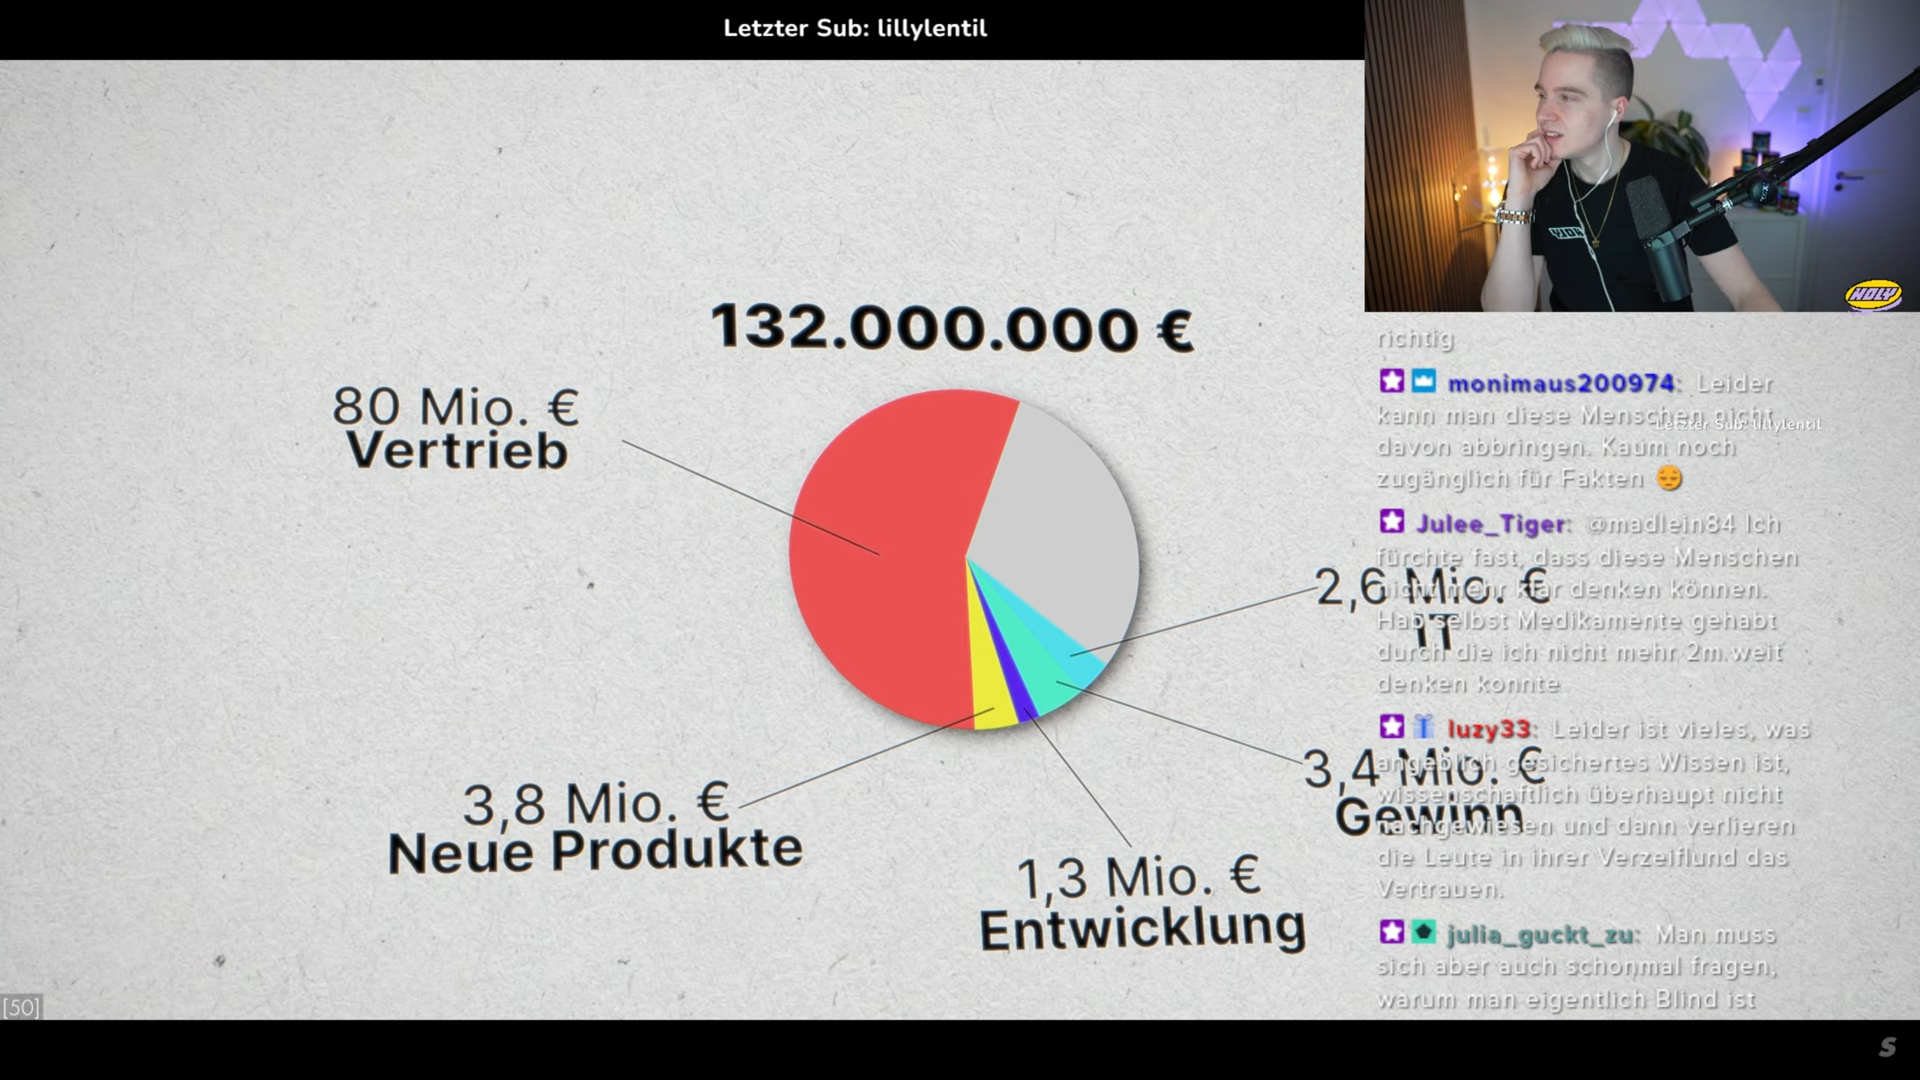 Letzter Sub: lillylentil
132.000.000 €
80 Mio. €
Vertrieb
2,6 Mio. €
IT
3,4 Mio. €
Gewinn
3,8 Mio. €
Neue Produkte
1,3 Mio. €
Entwicklung
[50]
HOLY
richtig
monimaus200974: Leider
kann man diese Menschen nicht
Letzter Sub: lillylentil
davon abbringen. Kaum noch
zugänglich für Fakten 😔
Julee_Tiger: @madlein84 Ich
fürchte fast, dass diese Menschen
nicht mehr klar denken können.
Hab selbst Medikamente gehabt
durch die ich nicht mehr 2m weit
denken konnte
luzy33: Leider ist vieles, was
angeblich gesichertes Wissen ist,
wissenschaftlich überhaupt nicht
nachgewiesen und dann verlieren
die Leute in ihrer Verzeiflund das
Vertrauen.
julia_guckt_zu: Man muss
sich aber auch schonmal fragen,
warum man eigentlich Blind ist
S